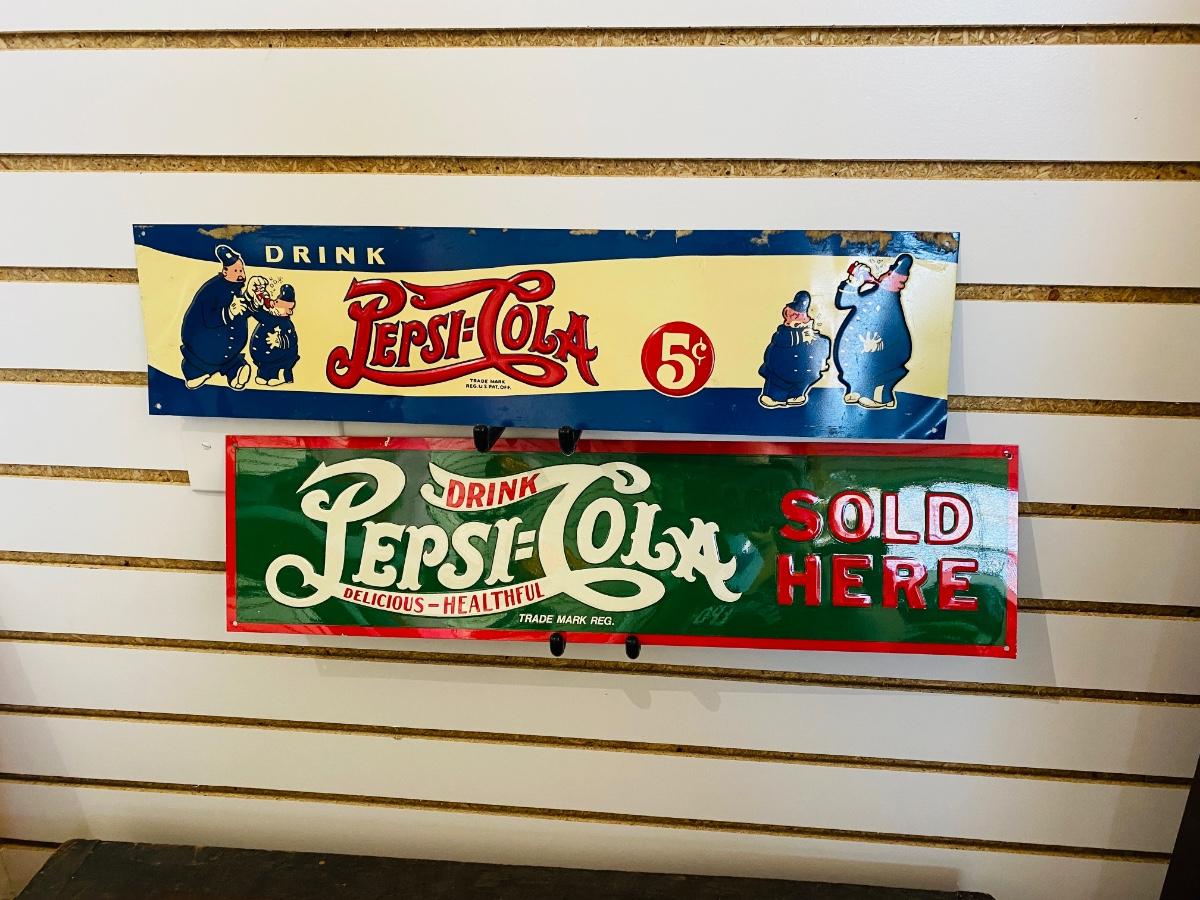 DRINK
PEPSI=COLA
5¢
TRADE MARK
REG. U.S. PAT. OFF.
DRINK
PEPSI=COLA
DELICIOUS–HEALTHFUL
TRADE MARK REG.
SOLD
HERE